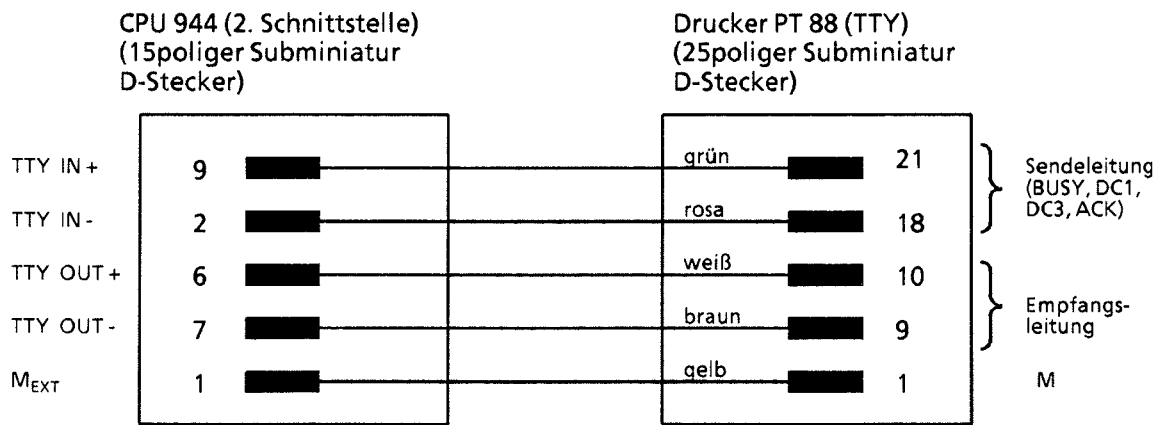 CPU 944 (2. Schnittstelle)
(15poliger Subminiatur
D-Stecker)
Drucker PT 88 (TTY)
(25poliger Subminiatur
D-Stecker)
TTY IN + 9 grün 21
TTY IN - 2 rosa 18
Sendeleitung
(BUSY, DC1,
DC3, ACK)
TTY OUT + 6 weiß 10
TTY OUT - 7 braun 9
Empfangs-
leitung
MEXT 1 gelb 1 M